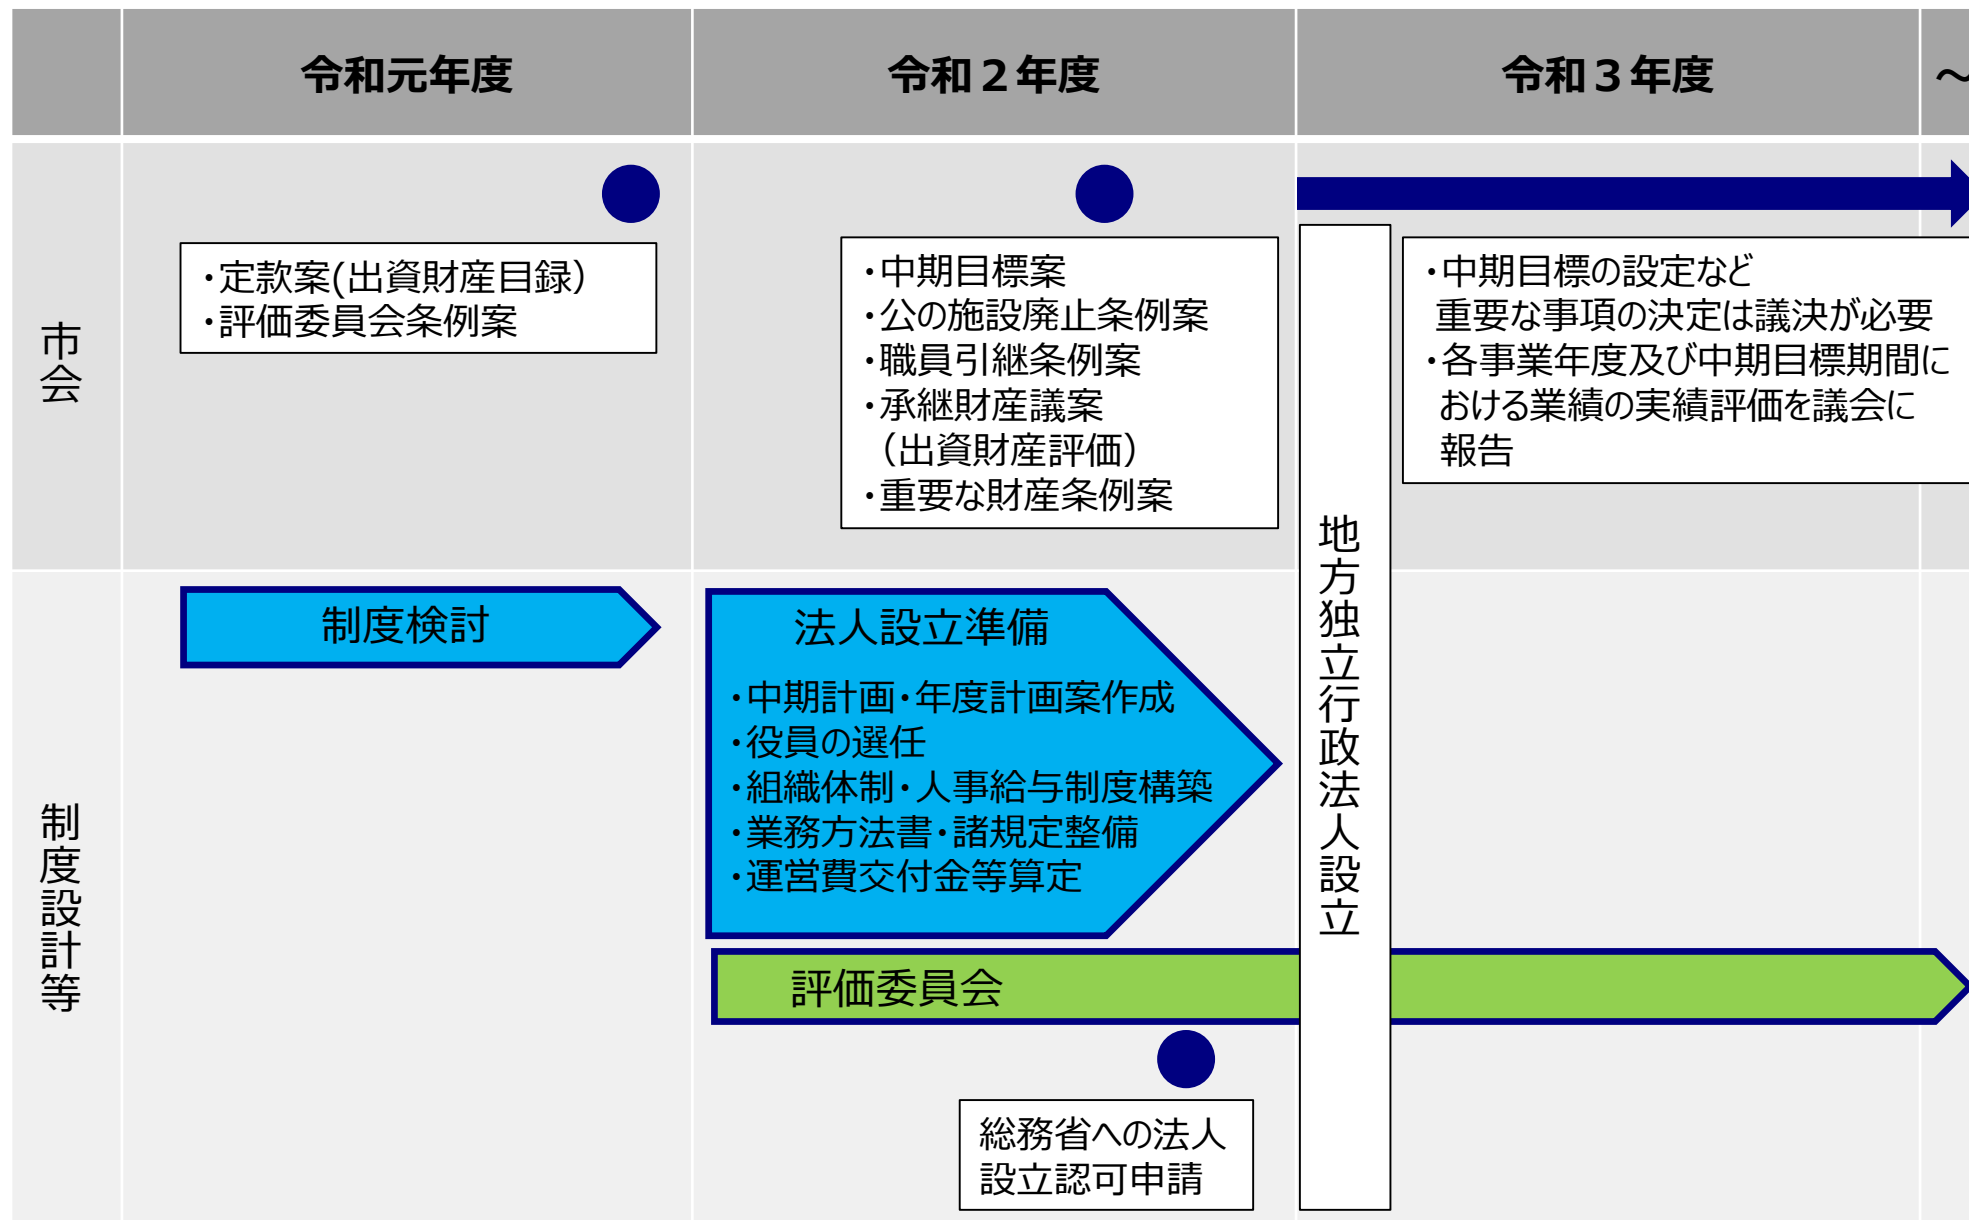 令和元年度
令和２年度
令和３年度
～
市会
・定款案(出資財産目録）
・評価委員会条例案
・中期目標案
・公の施設廃止条例案
・職員引継条例案
・承継財産議案
（出資財産評価）
・重要な財産条例案
・中期目標の設定など
重要な事項の決定は議決が必要
・各事業年度及び中期目標期間に
おける業績の実績評価を議会に
報告
地方独立行政法人設立
制度設計等
制度検討
法人設立準備
・中期計画・年度計画案作成
・役員の選任
・組織体制・人事給与制度構築
・業務方法書・諸規定整備
・運営費交付金等算定
評価委員会
総務省への法人
設立認可申請